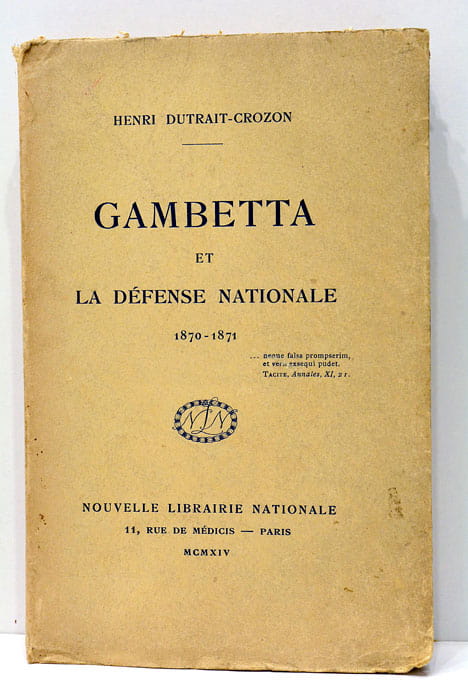 HENRI DUTRAIT-CROZON
GAMBETTA
ET
LA DÉFENSE NATIONALE
1870-1871
... neque falsa prompserim,
et vera exsequi pudet.
TACITE, Annales, XI, 21.
NLN
NOUVELLE LIBRAIRIE NATIONALE
11, RUE DE MÉDICIS — PARIS
MCMXIV